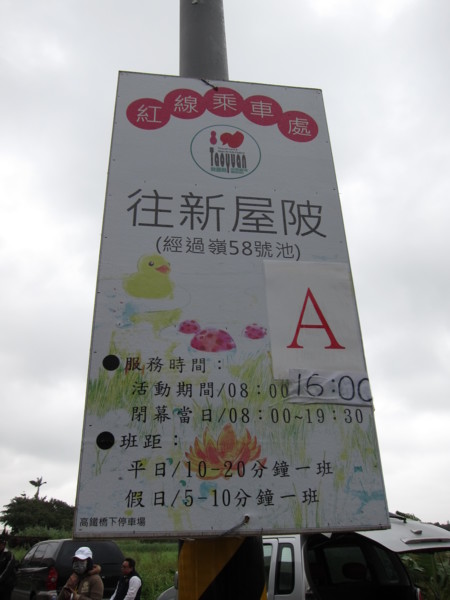 紅線乘車處
Taoyuan
往新屋陂
(經過嶺58號池)
A
●服務時間：
活動期間/08：00 16:00
閉幕當日/08：00~19：30
●班距：
平日/10-20分鐘一班
假日/5-10分鐘一班
高鐵橋下停車場